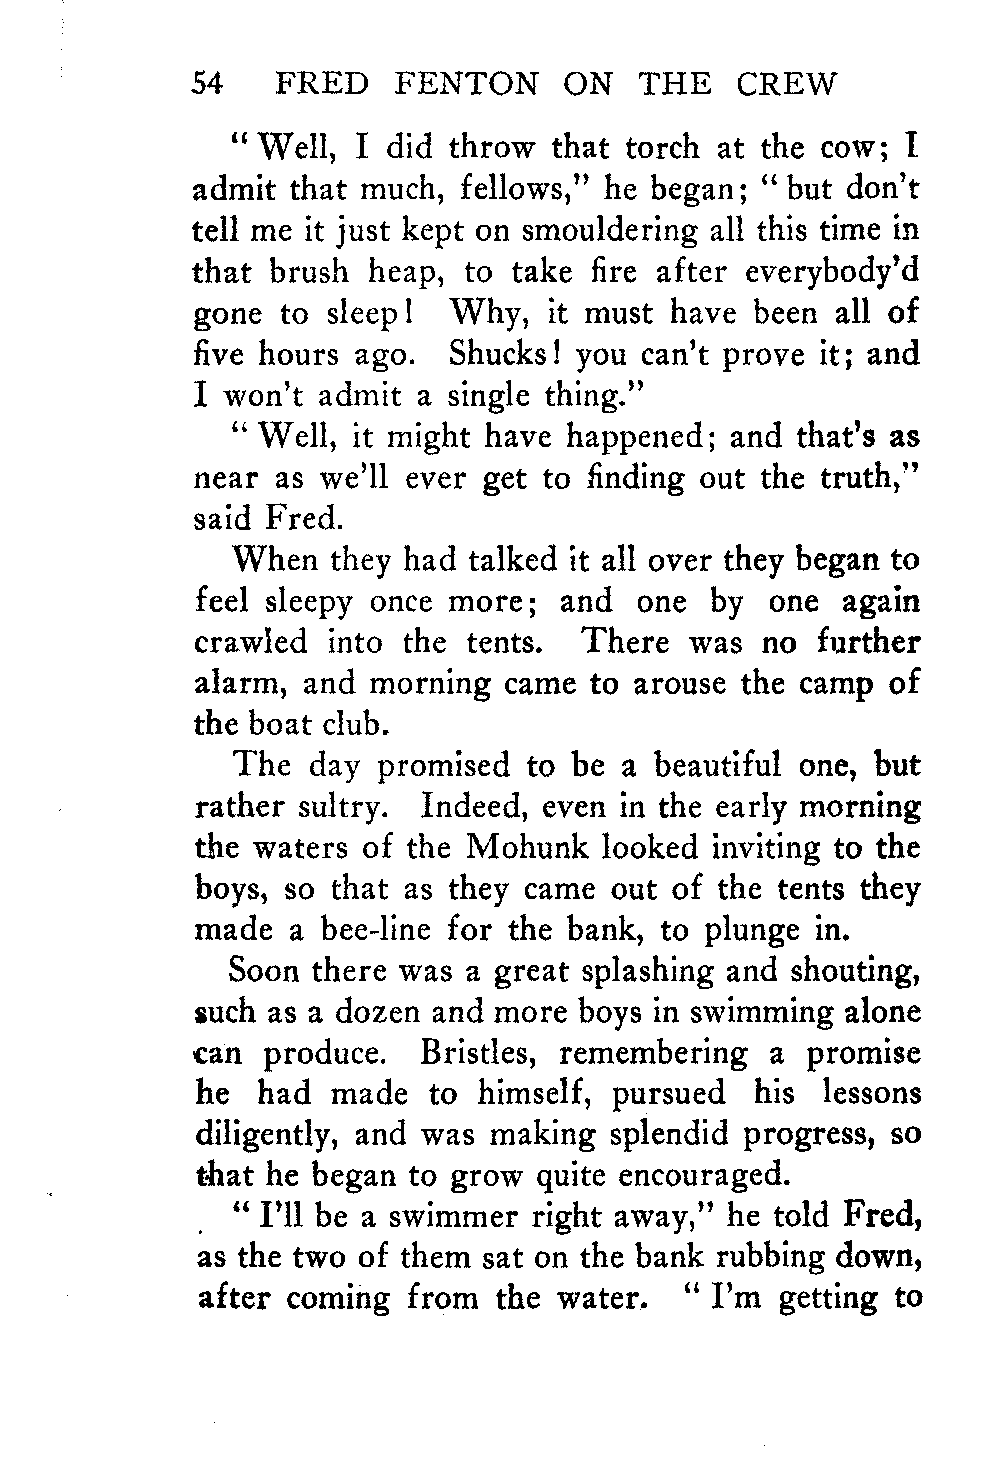 54 FRED FENTON ON THE CREW
"Well, I did throw that torch at the cow; I
admit that much, fellows," he began; "but don't
tell me it just kept on smouldering all this time in
that brush heap, to take fire after everybody'd
gone to sleep! Why, it must have been all of
five hours ago. Shucks! you can't prove it; and
I won't admit a single thing."
"Well, it might have happened; and that's as
near as we'll ever get to finding out the truth,"
said Fred.
When they had talked it all over they began to
feel sleepy once more; and one by one again
crawled into the tents. There was no further
alarm, and morning came to arouse the camp of
the boat club.
The day promised to be a beautiful one, but
rather sultry. Indeed, even in the early morning
the waters of the Mohunk looked inviting to the
boys, so that as they came out of the tents they
made a bee-line for the bank, to plunge in.
Soon there was a great splashing and shouting,
such as a dozen and more boys in swimming alone
can produce. Bristles, remembering a promise
he had made to himself, pursued his lessons
diligently, and was making splendid progress, so
that he began to grow quite encouraged.
"I'll be a swimmer right away," he told Fred,
as the two of them sat on the bank rubbing down,
after coming from the water. "I'm getting to